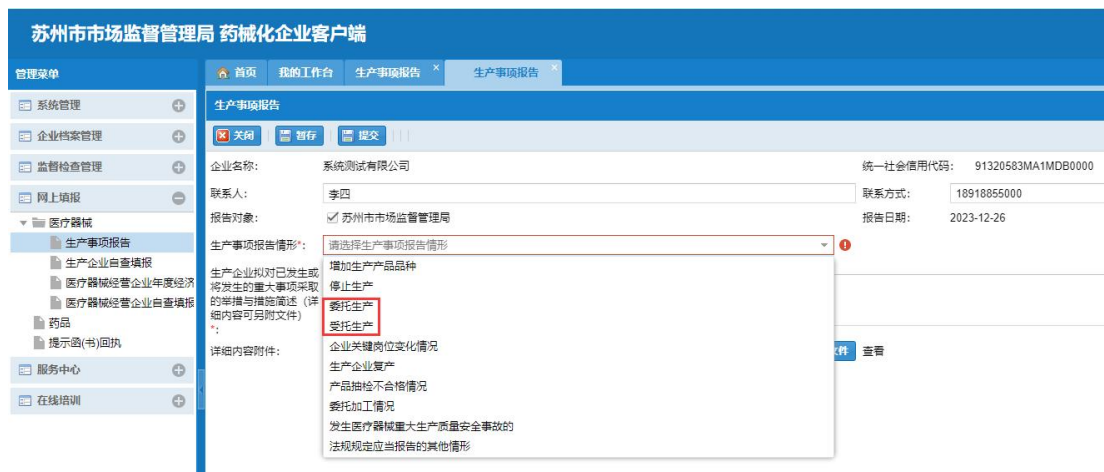 苏州市市场监督管理局 药械化企业客户端
管理菜单
首页 我的工作台 生产事项报告 × 生产事项报告 ×
系统管理
生产事项报告
企业档案管理
关闭 暂存 提交
监督检查管理
企业名称: 系统测试有限公司 统一社会信用代码: 91320583MA1MDB0000
网上填报
联系人: 李四 联系方式: 18918855000
医疗器械
报告对象: 苏州市市场监督管理局 报告日期: 2023-12-26
生产事项报告
生产事项报告情形*: 请选择生产事项报告情形
生产企业自查填报
增加生产产品品种
生产企业拟对已发生或
将发生的重大事项采取
的举措与措施简述（详
细内容可另附文件）
*:
医疗器械经营企业年度经济
停止生产
医疗器械经营企业自查填报
委托生产
药品
受托生产
提示函(书)回执
详细内容附件: 企业关键岗位变化情况 文件 查看
服务中心
生产企业复产
产品抽检不合格情况
在线培训
委托加工情况
发生医疗器械重大生产质量安全事故的
法规规定应当报告的其他情形